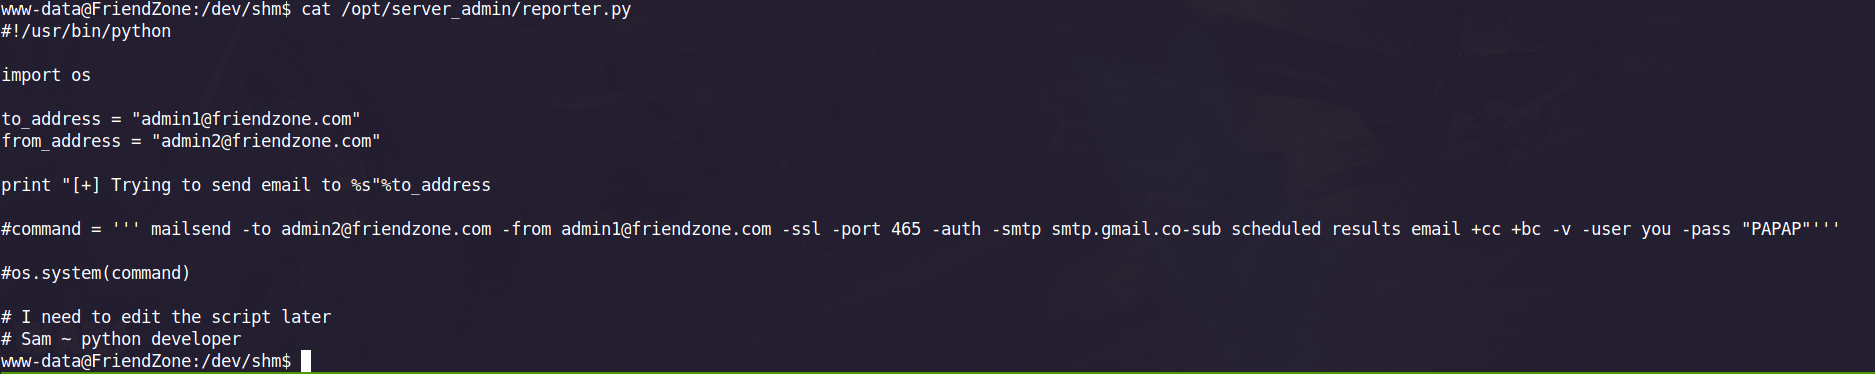 www-data@FriendZone:/dev/shm$ cat /opt/server_admin/reporter.py
#!/usr/bin/python
import os
to_address = "admin1@friendzone.com"
from_address = "admin2@friendzone.com"
print "[+] Trying to send email to %s"%to_address
#command = ''' mailsend -to admin2@friendzone.com -from admin1@friendzone.com -ssl -port 465 -auth -smtp smtp.gmail.co-sub scheduled results email +cc +bc -v -user you -pass "PAPAP"'''
#os.system(command)
# I need to edit the script later
# Sam ~ python developer
www-data@FriendZone:/dev/shm$